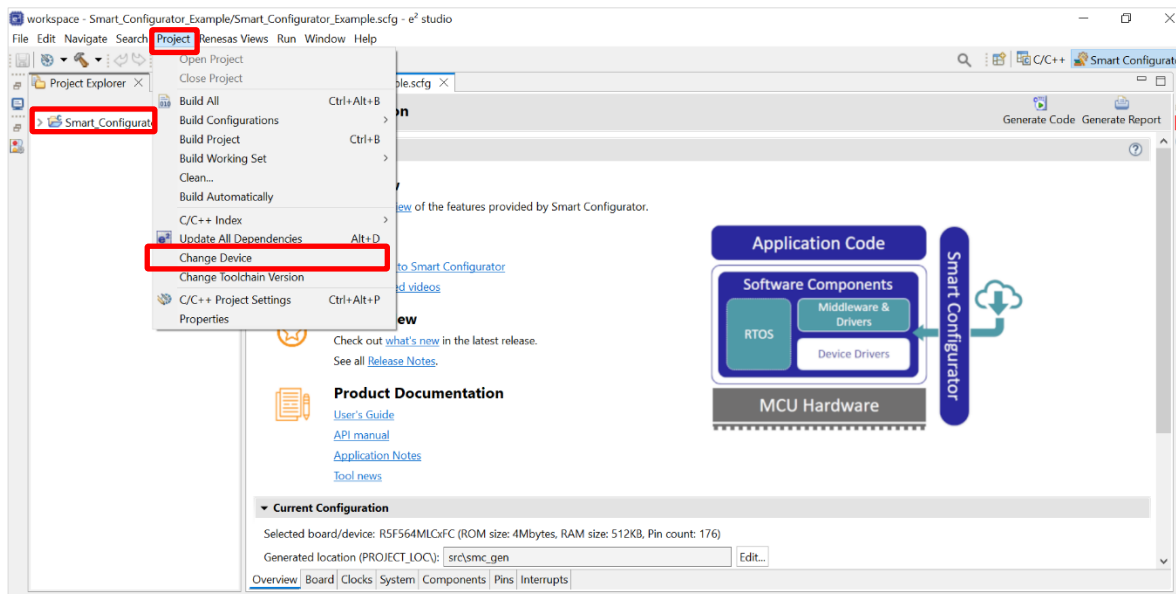 workspace - Smart_Configurator_Example/Smart_Configurator_Example.scfg - e² studio
File Edit Navigate Search Project Renesas Views Run Window Help
C/C++ Smart Configurat
Project Explorer
ple.scfg
Smart_Configurat
Open Project
Close Project
Build All Ctrl+Alt+B
Build Configurations
Build Project Ctrl+B
Build Working Set
Clean...
Build Automatically
C/C++ Index
Update All Dependencies Alt+D
Change Device
Change Toolchain Version
C/C++ Project Settings Ctrl+Alt+P
Properties
on
Generate Code Generate Report
ew of the features provided by Smart Configurator.
to Smart Configurator
d videos
ew
Check out what's new in the latest release.
See all Release Notes.
Product Documentation
User's Guide
API manual
Application Notes
Tool news
Application Code
Software Components
RTOS
Middleware &
Drivers
Device Drivers
MCU Hardware
Smart Configurator
Current Configuration
Selected board/device: R5F564MLCxFC (ROM size: 4Mbytes, RAM size: 512KB, Pin count: 176)
Generated location (PROJECT_LOC\): src\smc_gen Edit...
Overview Board Clocks System Components Pins Interrupts